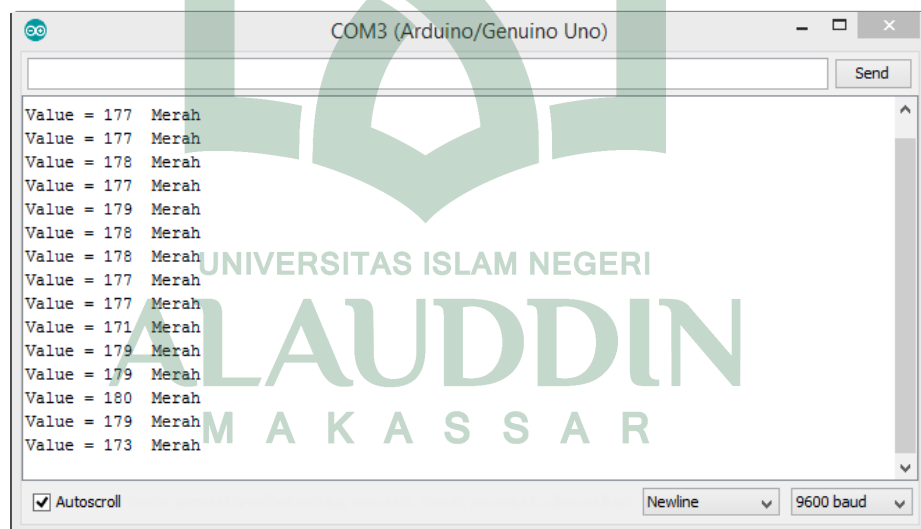 COM3 (Arduino/Genuino Uno)
Send
Value = 177  Merah
Value = 177  Merah
Value = 178  Merah
Value = 177  Merah
Value = 179  Merah
Value = 178  Merah
Value = 178  Merah
UNIVERSITAS ISLAM NEGERI
Value = 177  Merah
Value = 177  Merah
Value = 171  Merah
ALAUDDIN
Value = 179  Merah
Value = 179  Merah
Value = 180  Merah
Value = 179  Merah
MAKASSAR
Value = 173  Merah
Autoscroll
Newline
9600 baud